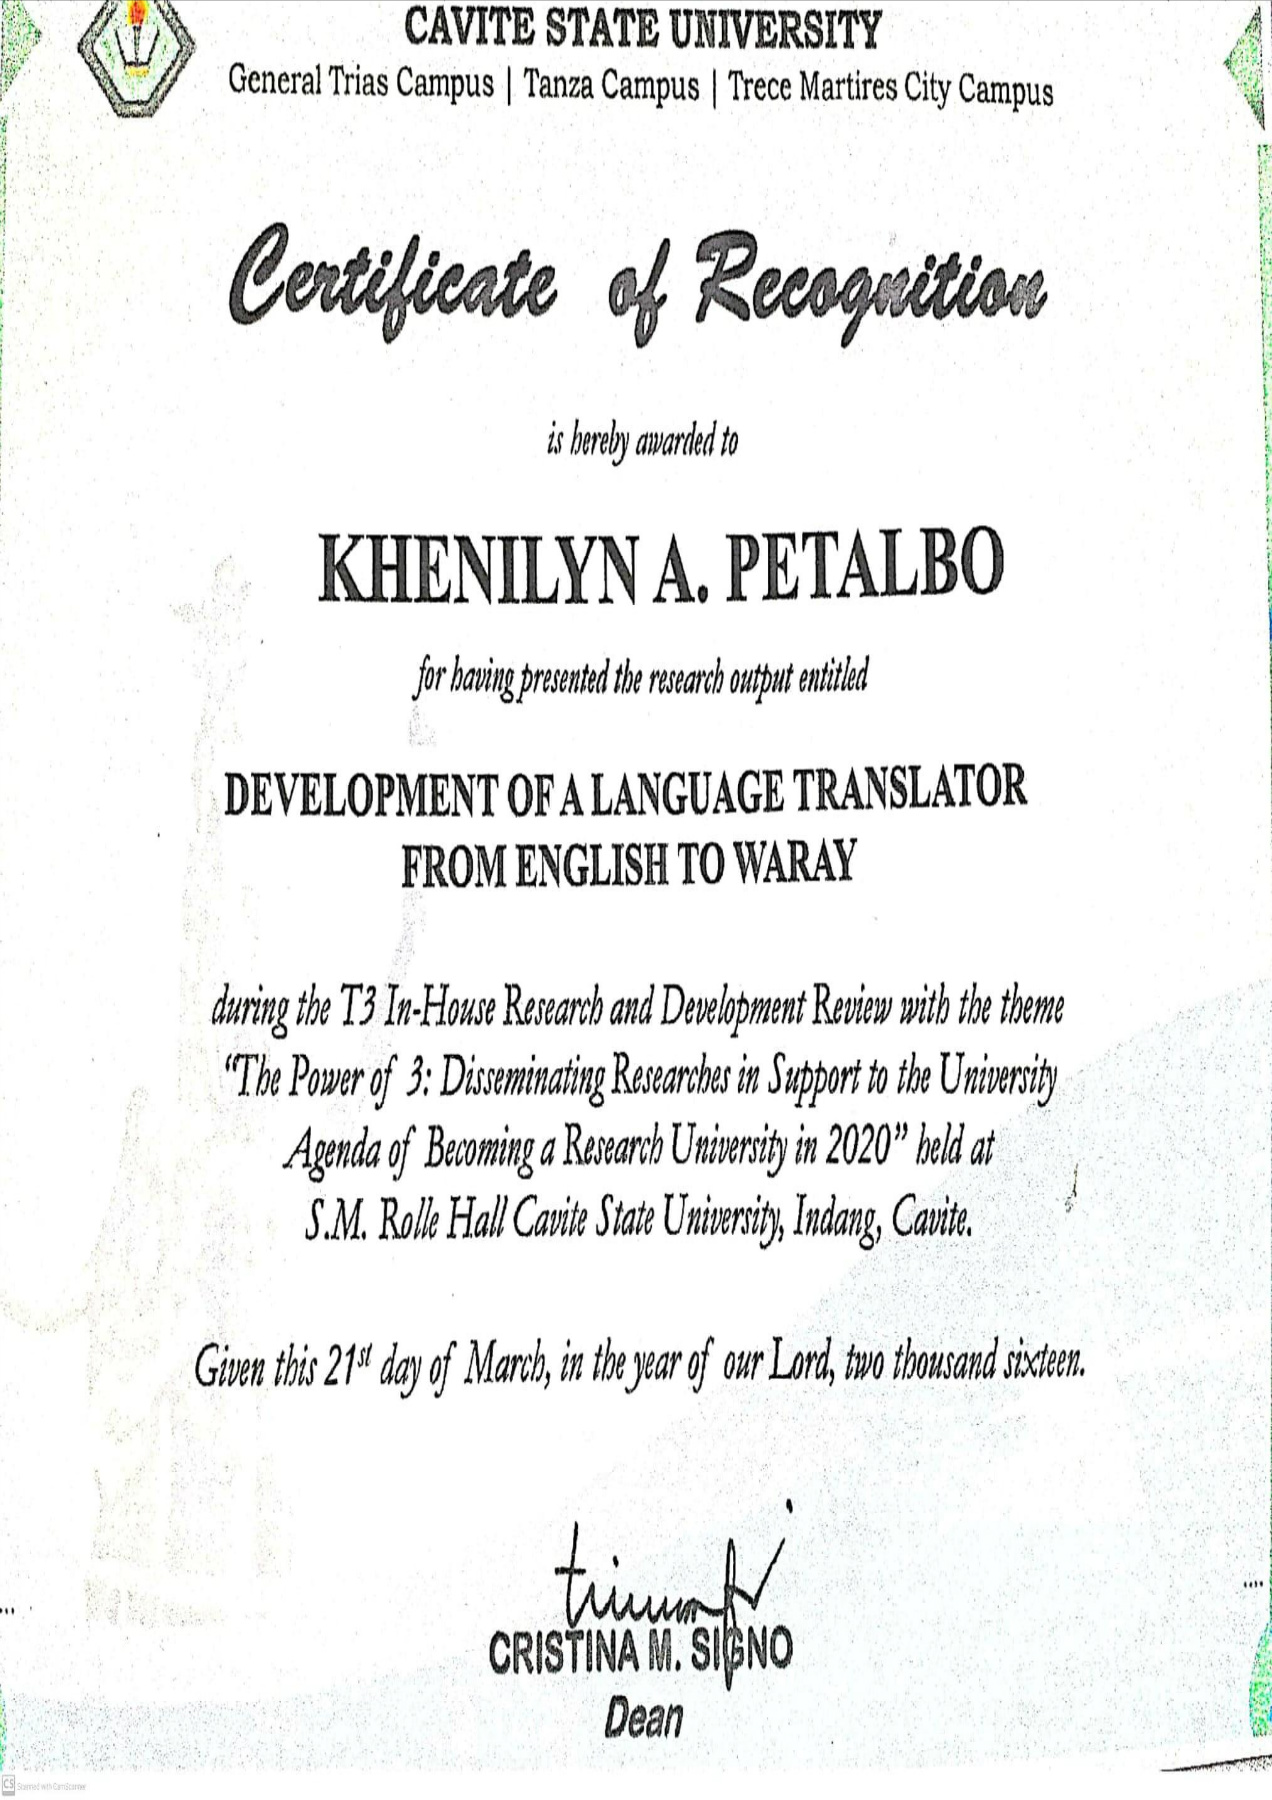 CAVITE STATE UNIVERSITY
General Trias Campus | Tanza Campus | Trece Martires City Campus
Certificate of Recognition
is hereby awarded to
KHENILYN A. PETALBO
for having presented the research output entitled
DEVELOPMENT OF A LANGUAGE TRANSLATOR
FROM ENGLISH TO WARAY
during the T3 In-House Research and Development Review with the theme
“The Power of 3: Disseminating Researches in Support to the University
Agenda of Becoming a Research University in 2020” held at
S.M. Rolle Hall Cavite State University, Indang, Cavite.
Given this 21st day of March, in the year of our Lord, two thousand sixteen.
CRISTINA M. SIGNO
Dean
CS Scanned with CamScanner